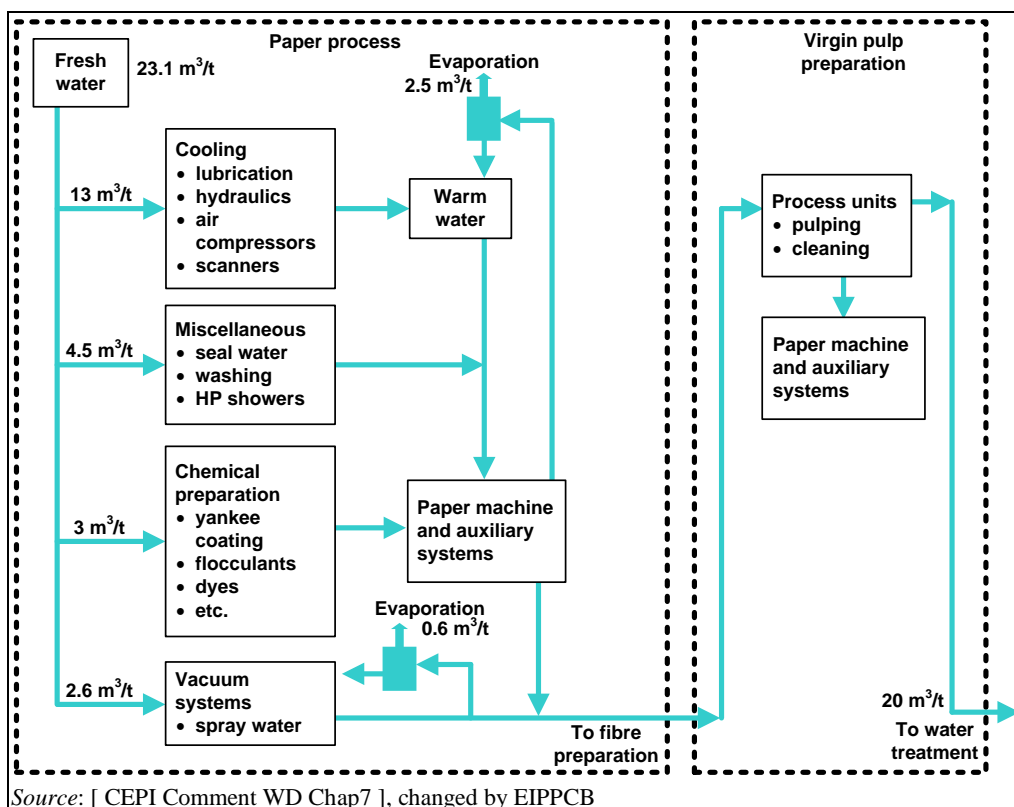 Paper process
Virgin pulp
preparation
Fresh
water
23.1 m³/t
Evaporation
2.5 m³/t
13 m³/t
Cooling
• lubrication
• hydraulics
• air
compressors
• scanners
Warm
water
Process units
• pulping
• cleaning
4.5 m³/t
Miscellaneous
• seal water
• washing
• HP showers
Paper machine
and auxiliary
systems
3 m³/t
Chemical
preparation
• yankee
coating
• flocculants
• dyes
• etc.
Paper machine
and auxiliary
systems
Evaporation
0.6 m³/t
2.6 m³/t
Vacuum
systems
• spray water
To fibre
preparation
20 m³/t
To water
treatment
Source: [ CEPI Comment WD Chap7 ], changed by EIPPCB